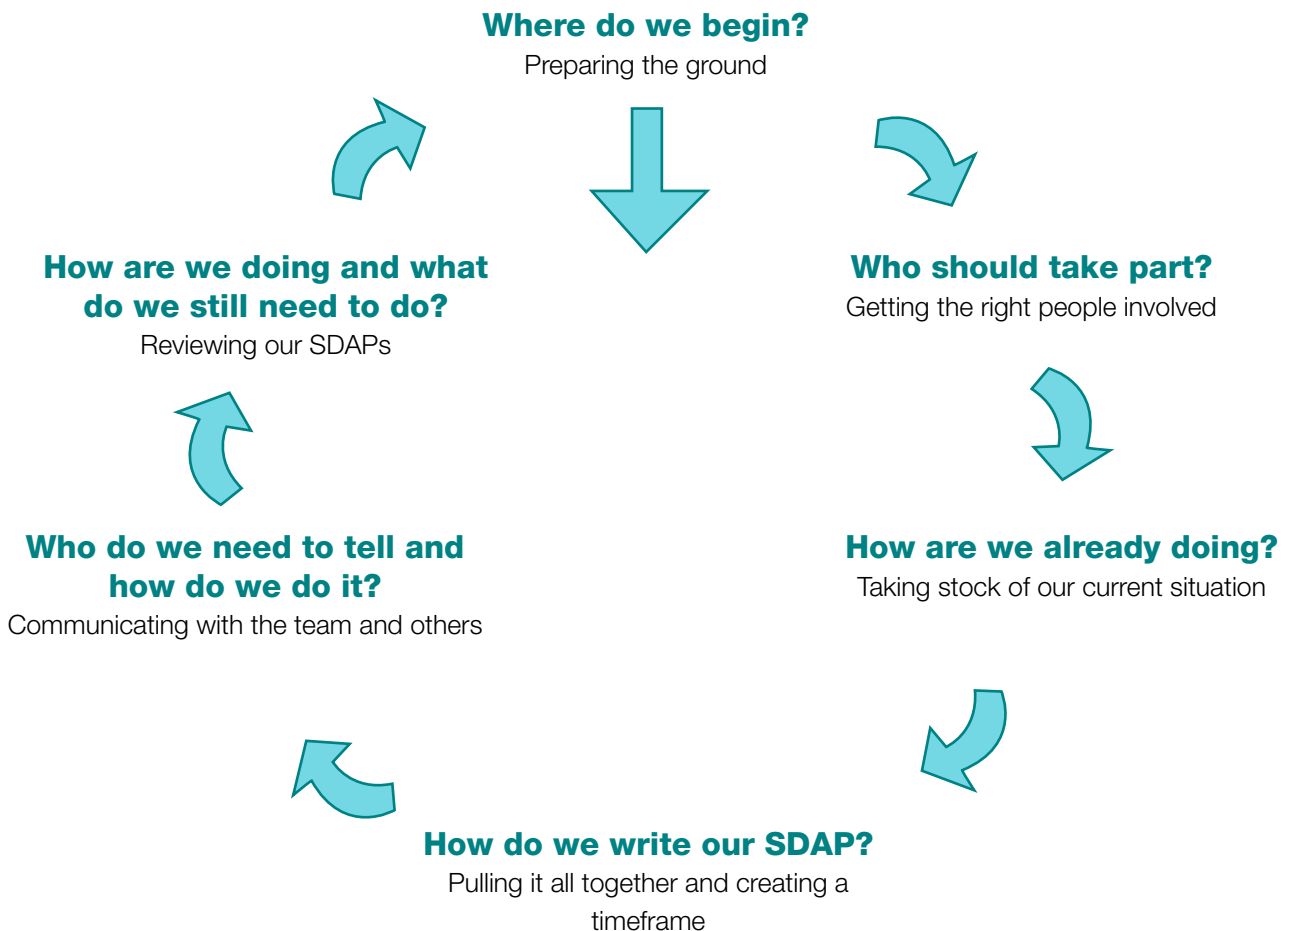 Where do we begin?
Preparing the ground
Who should take part?
Getting the right people involved
How are we already doing?
Taking stock of our current situation
How do we write our SDAP?
Pulling it all together and creating a
timeframe
Who do we need to tell and
how do we do it?
Communicating with the team and others
How are we doing and what
do we still need to do?
Reviewing our SDAPs